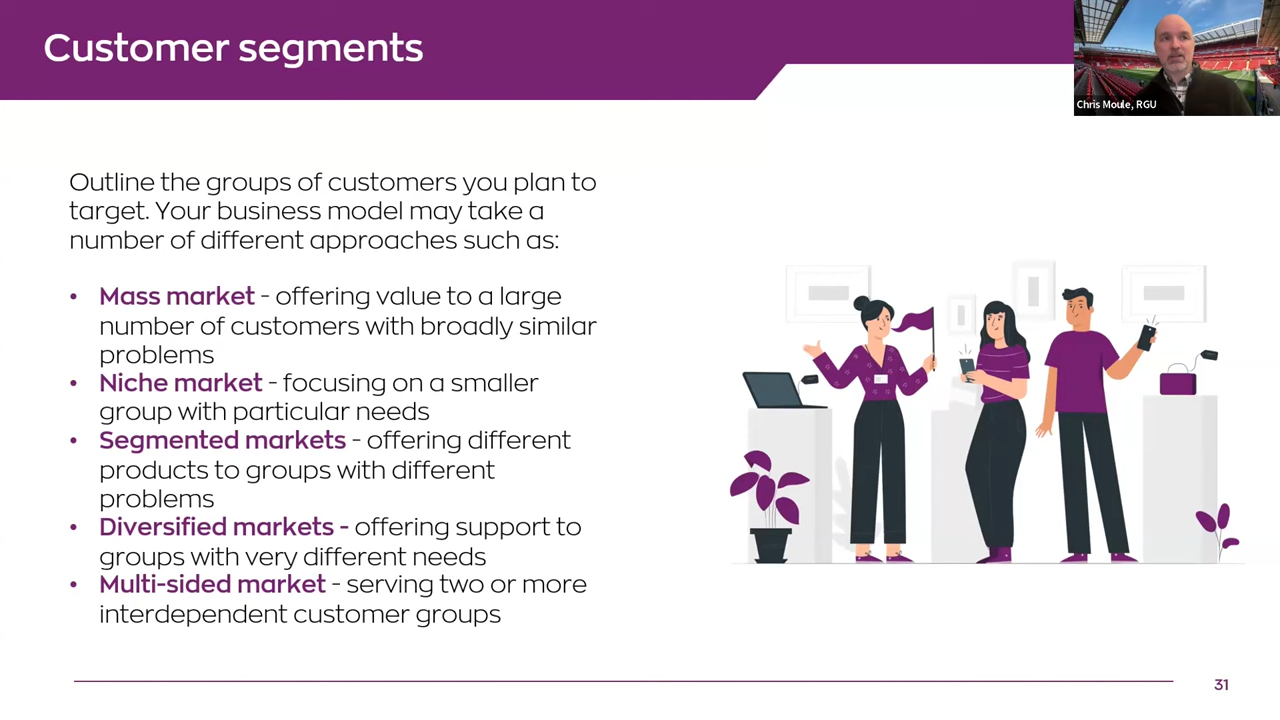 Customer segments
Chris Moule, RGU
Outline the groups of customers you plan to
target. Your business model may take a
number of different approaches such as:
• Mass market - offering value to a large
number of customers with broadly similar
problems
• Niche market - focusing on a smaller
group with particular needs
• Segmented markets - offering different
products to groups with different
problems
• Diversified markets - offering support to
groups with very different needs
• Multi-sided market - serving two or more
interdependent customer groups
31